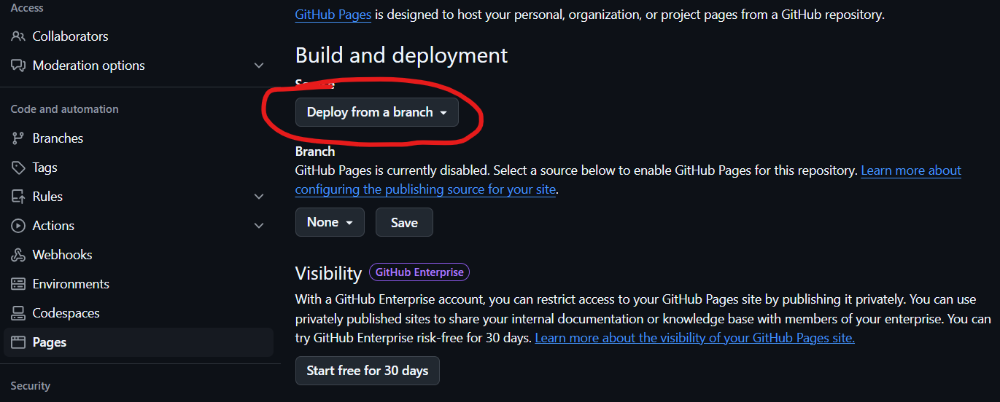 Access
Collaborators
Moderation options
Code and automation
Branches
Tags
Rules
Actions
Webhooks
Environments
Codespaces
Pages
Security
GitHub Pages is designed to host your personal, organization, or project pages from a GitHub repository.
Build and deployment
Source
Deploy from a branch
Branch
GitHub Pages is currently disabled. Select a source below to enable GitHub Pages for this repository. Learn more about
configuring the publishing source for your site.
None Save
Visibility GitHub Enterprise
With a GitHub Enterprise account, you can restrict access to your GitHub Pages site by publishing it privately. You can use
privately published sites to share your internal documentation or knowledge base with members of your enterprise. You can
try GitHub Enterprise risk-free for 30 days. Learn more about the visibility of your GitHub Pages site.
Start free for 30 days